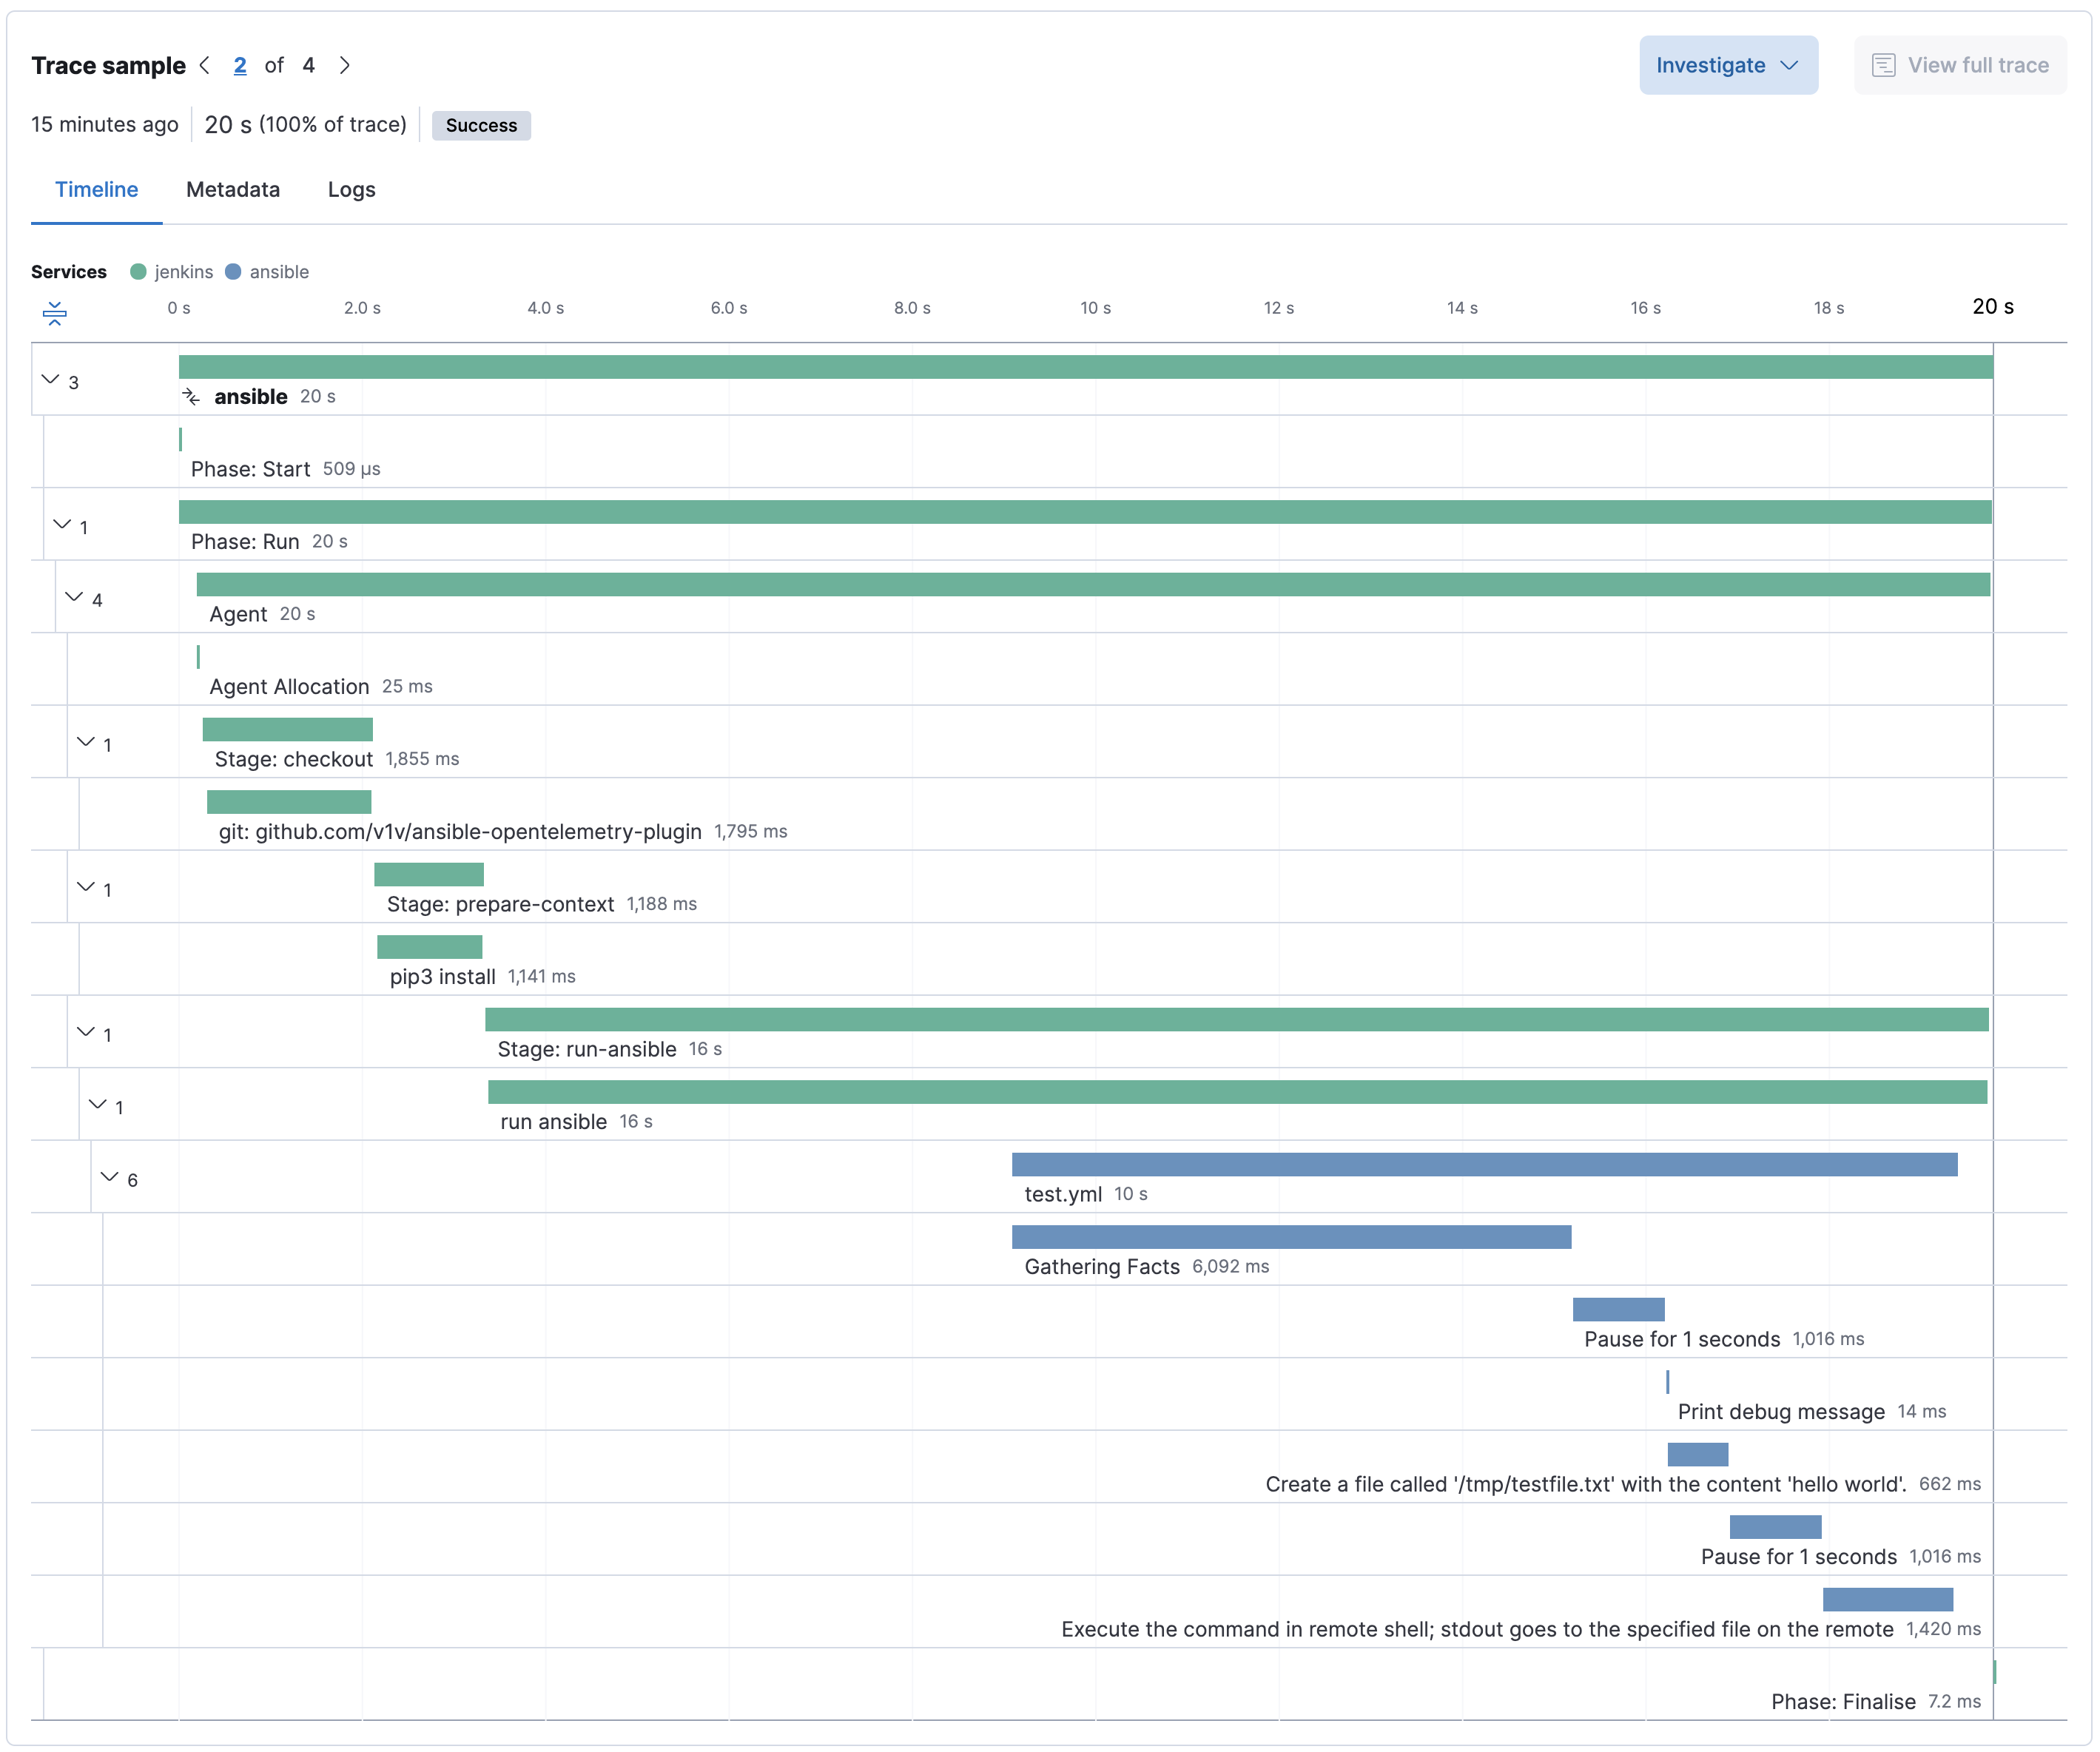 Trace sample 2 of 4 Investigate View full trace
15 minutes ago 20 s (100% of trace) Success
Timeline Metadata Logs
Services jenkins ansible
0 s 2.0 s 4.0 s 6.0 s 8.0 s 10 s 12 s 14 s 16 s 18 s 20 s
3
ansible 20 s
Phase: Start 509 μs
1
Phase: Run 20 s
4
Agent 20 s
Agent Allocation 25 ms
1
Stage: checkout 1,855 ms
git: github.com/v1v/ansible-opentelemetry-plugin 1,795 ms
1
Stage: prepare-context 1,188 ms
pip3 install 1,141 ms
1
Stage: run-ansible 16 s
1
run ansible 16 s
6
test.yml 10 s
Gathering Facts 6,092 ms
Pause for 1 seconds 1,016 ms
Print debug message 14 ms
Create a file called '/tmp/testfile.txt' with the content 'hello world'. 662 ms
Pause for 1 seconds 1,016 ms
Execute the command in remote shell; stdout goes to the specified file on the remote 1,420 ms
Phase: Finalise 7.2 ms